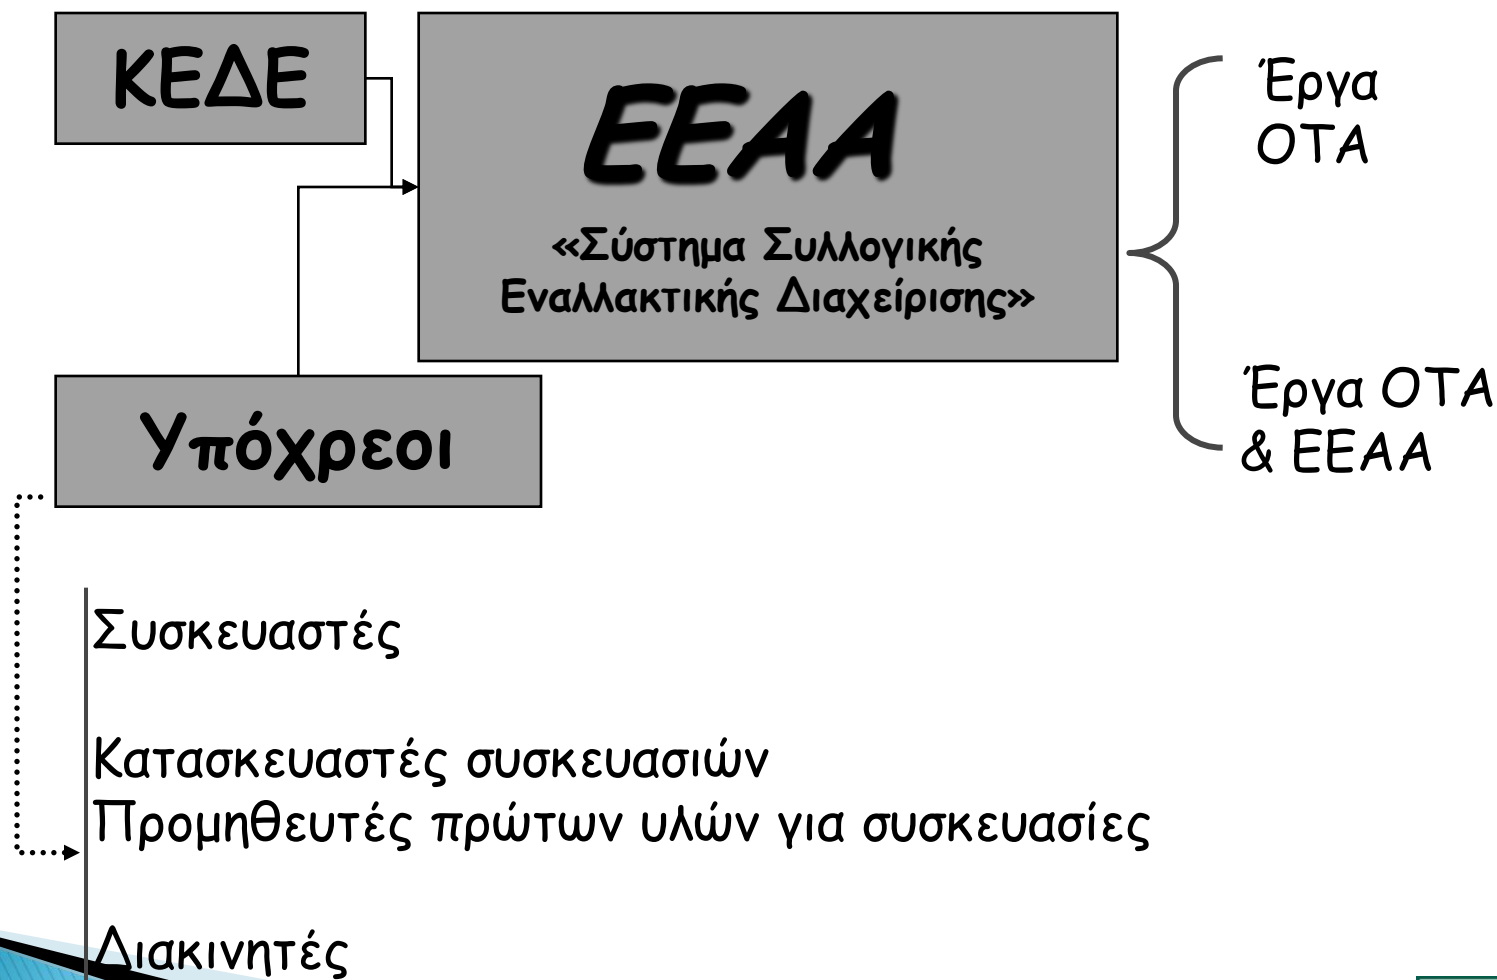 ΚΕΔΕ
ΕΕΑΑ
«Σύστημα Συλλογικής
Εναλλακτικής Διαχείρισης»
Έργα
ΟΤΑ
Έργα ΟΤΑ
& ΕΕΑΑ
Υπόχρεοι
Συσκευαστές
Κατασκευαστές συσκευασιών
Προμηθευτές πρώτων υλών για συσκευασίες
Διακινητές